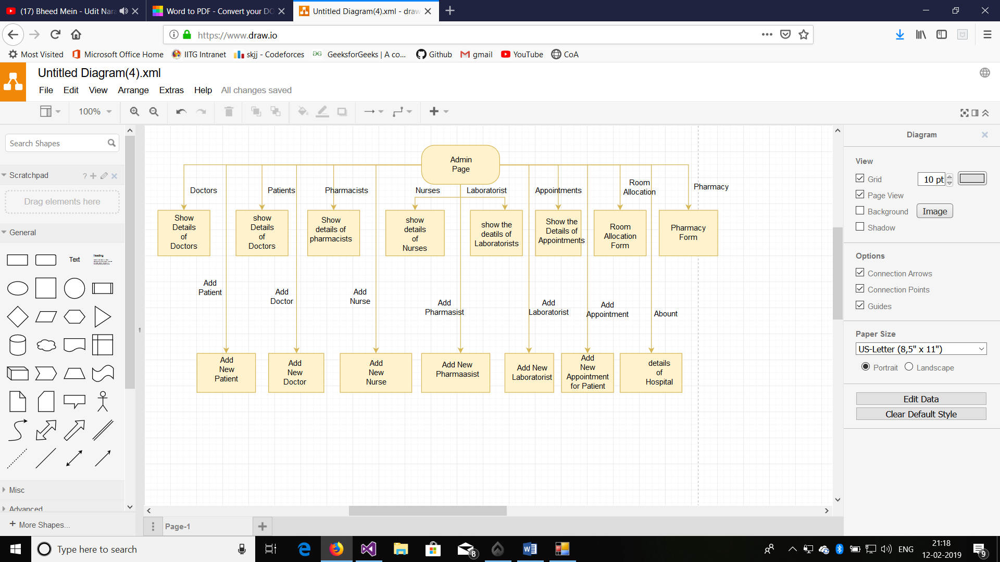 (17) Bheed Mein - Udit Nara
Word to PDF - Convert your DO
Untitled Diagram(4).xml - draw
https://www.draw.io
Most Visited
Microsoft Office Home
IITG Intranet
skjj - Codeforces
GeeksforGeeks | A co...
Github
gmail
YouTube
CoA
Untitled Diagram(4).xml
File
Edit
View
Arrange
Extras
Help
All changes saved
100%
Search Shapes
Scratchpad
?
Drag elements here
General
Text
Heading
Misc
Advanced
+ More Shapes...
Admin
Page
Doctors
Patients
Pharmacists
Nurses
Laboratorist
Appointments
Room
Allocation
Pharmacy
Show
Details
of
Doctors
show
Details
of
Doctors
Show
details of
pharmacists
show
details
of
Nurses
show the
deatils of
Laboratorists
Show the
Details of
Appointments
Room
Allocation
Form
Pharmacy
Form
Add
Patient
Add
Doctor
Add
Nurse
Add
Pharmasist
Add
Laboratorist
Add
Appointment
Abount
Add
New
Patient
Add
New
Doctor
Add
New
Nurse
Add New
Pharmaasist
Add New
Laboratorist
Add
New
Appointment
for Patient
details
of
Hospital
Page-1
Diagram
View
Grid
10 pt
Page View
Background
Image
Shadow
Options
Connection Arrows
Connection Points
Guides
Paper Size
US-Letter (8,5" x 11")
Portrait
Landscape
Edit Data
Clear Default Style
Type here to search
8
ENG
21:18
12-02-2019
9